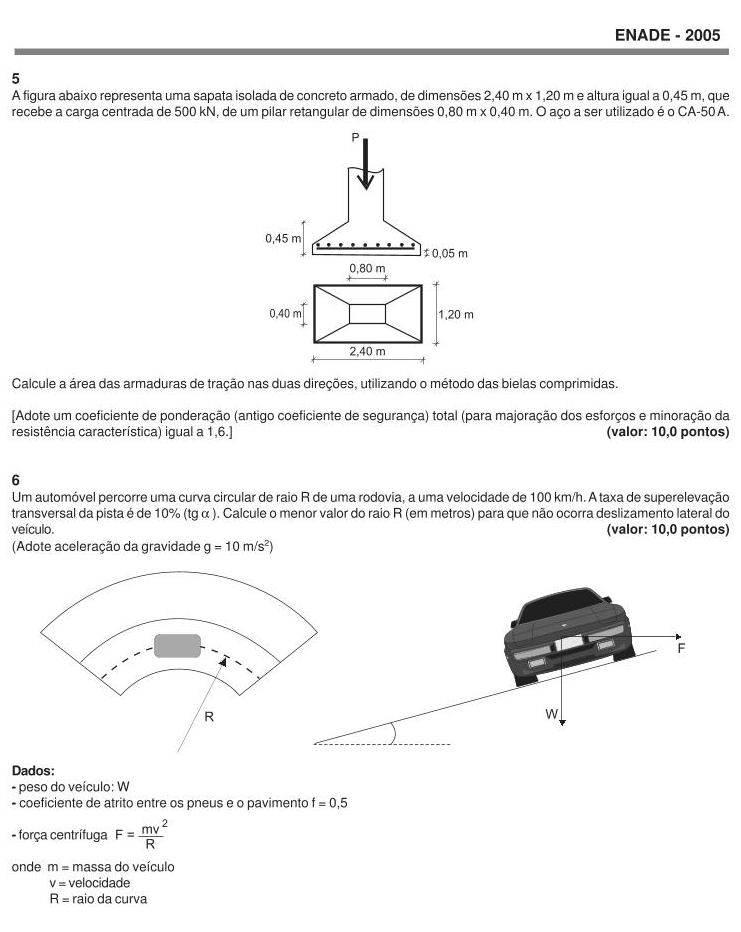 ENADE - 2005
5
A figura abaixo representa uma sapata isolada de concreto armado, de dimensões 2,40 m x 1,20 m e altura igual a 0,45 m, que
recebe a carga centrada de 500 kN, de um pilar retangular de dimensões 0,80 m x 0,40 m. O aço a ser utilizado é o CA-50 A.
P
0,45 m
0,05 m
0,80 m
0,40 m
1,20 m
2,40 m
Calcule a área das armaduras de tração nas duas direções, utilizando o método das bielas comprimidas.
[Adote um coeficiente de ponderação (antigo coeficiente de segurança) total (para majoração dos esforços e minoração da
resistência característica) igual a 1,6.] (valor: 10,0 pontos)
6
Um automóvel percorre uma curva circular de raio R de uma rodovia, a uma velocidade de 100 km/h. A taxa de superelevação
transversal da pista é de 10% (tg α ). Calcule o menor valor do raio R (em metros) para que não ocorra deslizamento lateral do
veículo. (valor: 10,0 pontos)
(Adote aceleração da gravidade g = 10 m/s²)
F
W
R
Dados:
- peso do veículo: W
- coeficiente de atrito entre os pneus e o pavimento f = 0,5
- força centrífuga F = mv²/R
onde m = massa do veículo
v = velocidade
R = raio da curva